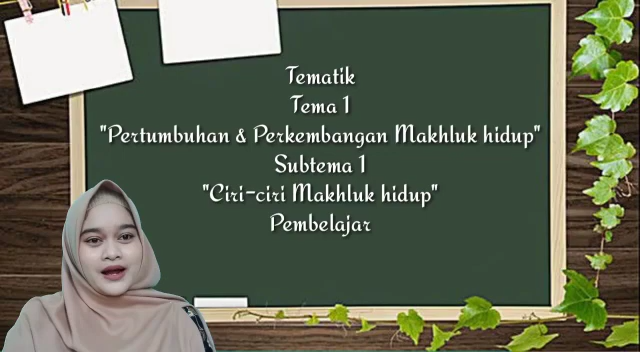 Tematik
Tema 1
"Pertumbuhan & Perkembangan Makhluk hidup"
Subtema 1
"Ciri-ciri Makhluk hidup"
Pembelajar